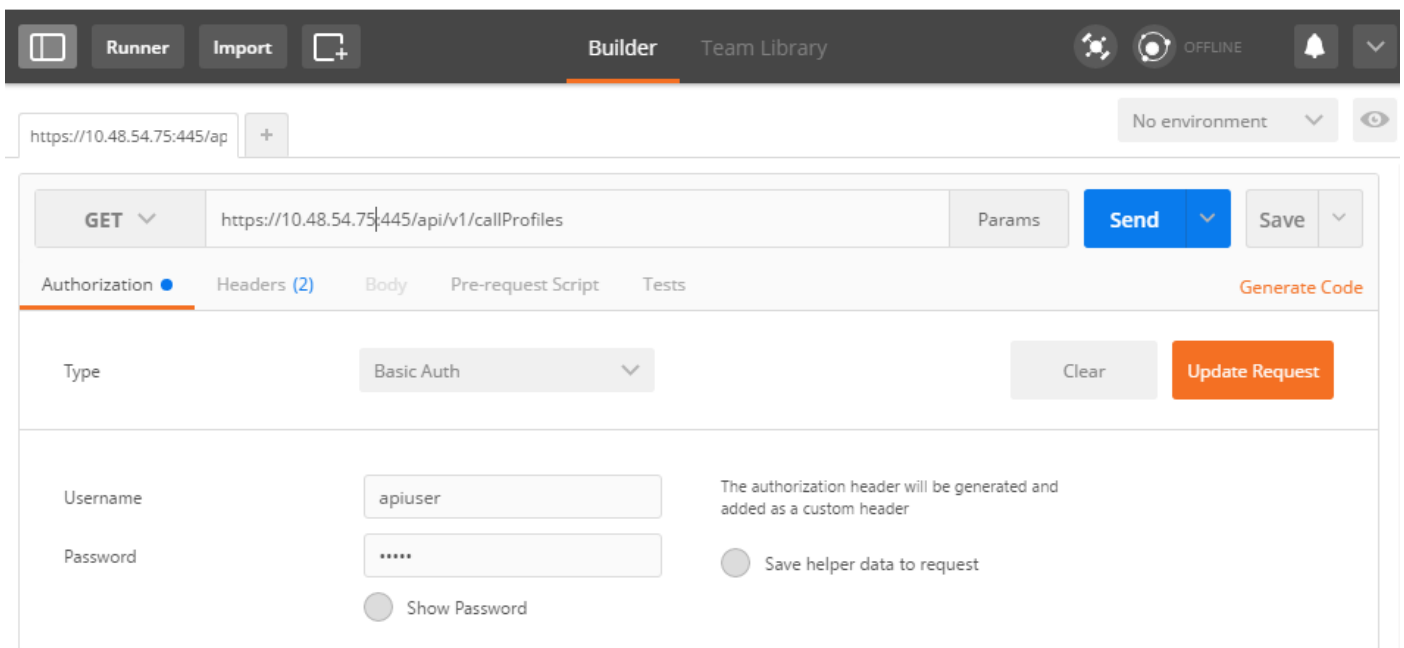 Runner Import Builder Team Library OFFLINE
https://10.48.54.75:445/ap + No environment
GET https://10.48.54.75:445/api/v1/callProfiles Params Send Save
Authorization Headers (2) Body Pre-request Script Tests Generate Code
Type Basic Auth Clear Update Request
Username apiuser The authorization header will be generated and
added as a custom header
Password •••••
Save helper data to request
Show Password